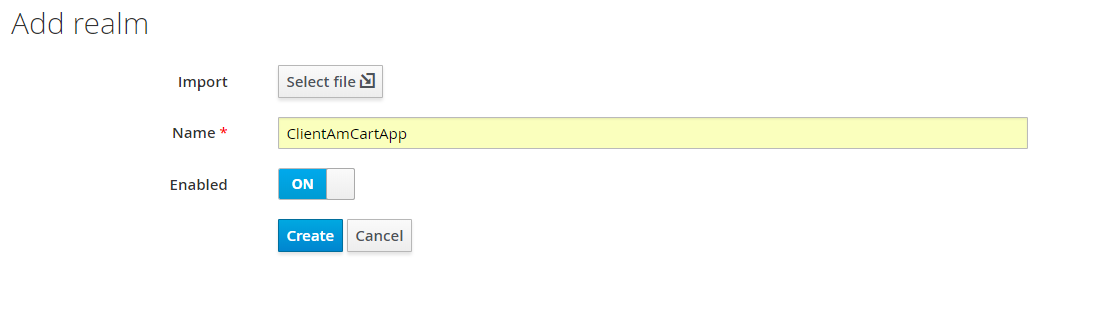 Add realm
Import Select file
Name * ClientAmCartApp
Enabled ON
Create Cancel